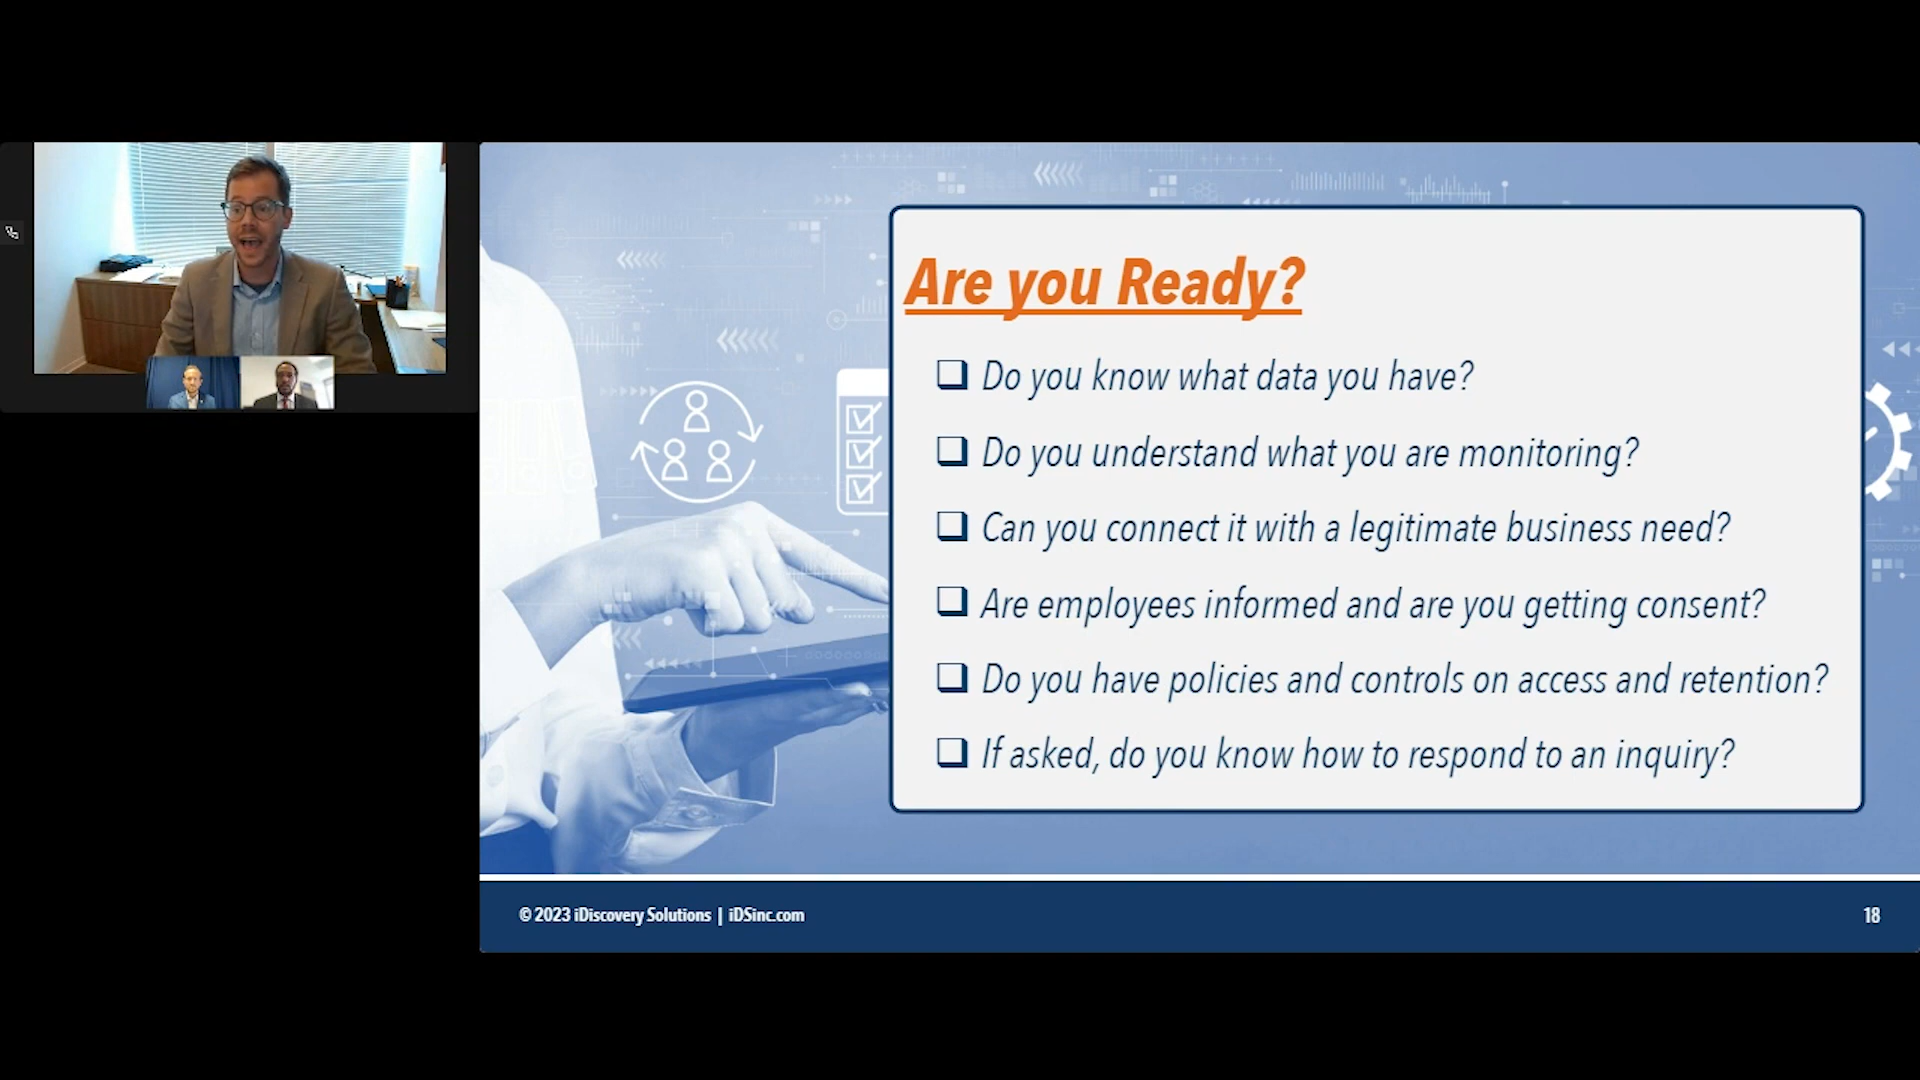 Are you Ready?
Do you know what data you have?
Do you understand what you are monitoring?
Can you connect it with a legitimate business need?
Are employees informed and are you getting consent?
Do you have policies and controls on access and retention?
If asked, do you know how to respond to an inquiry?
© 2023 iDiscovery Solutions | iDSinc.com
18